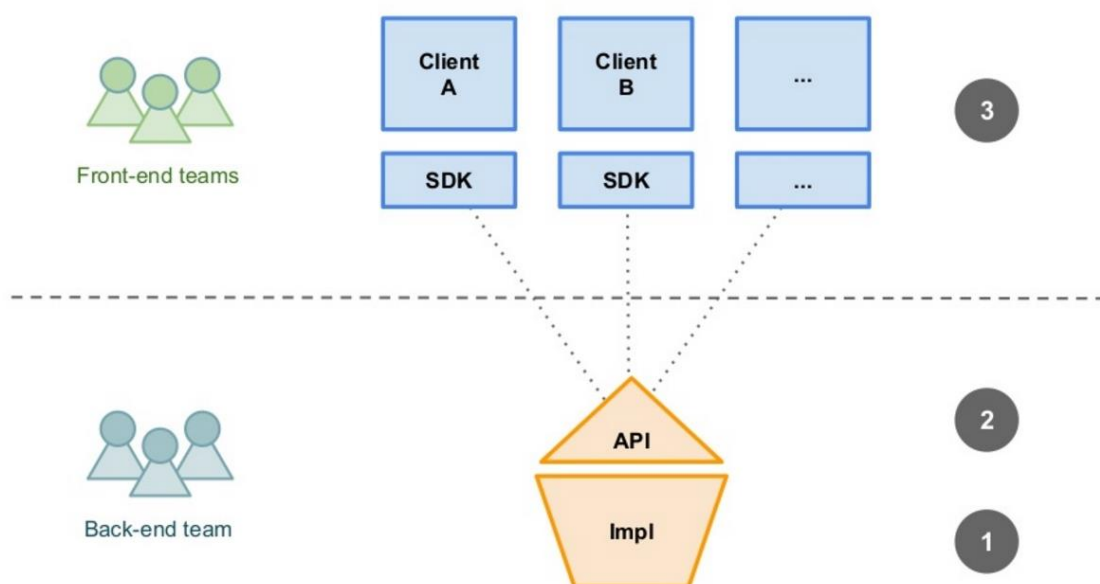 Client
A
Client
B
...
3
Front-end teams
SDK
SDK
...
API
2
Back-end team
Impl
1